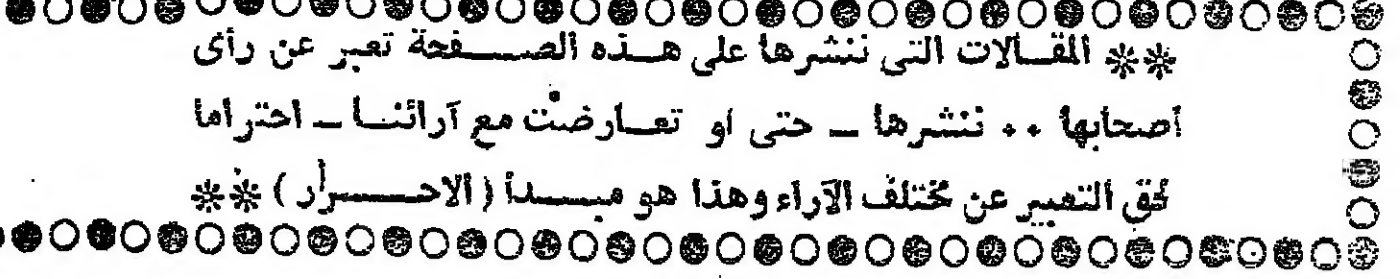 ** المقالات التى ننشرها على هذه الصفحة تعبر عن رأى
أصحابها .. ننشرها – حتى او تعارضت مع آرائنا – احتراما
لحق التعبير عن مختلف الآراء وهذا هو مبدأ ( الاحرار ) **